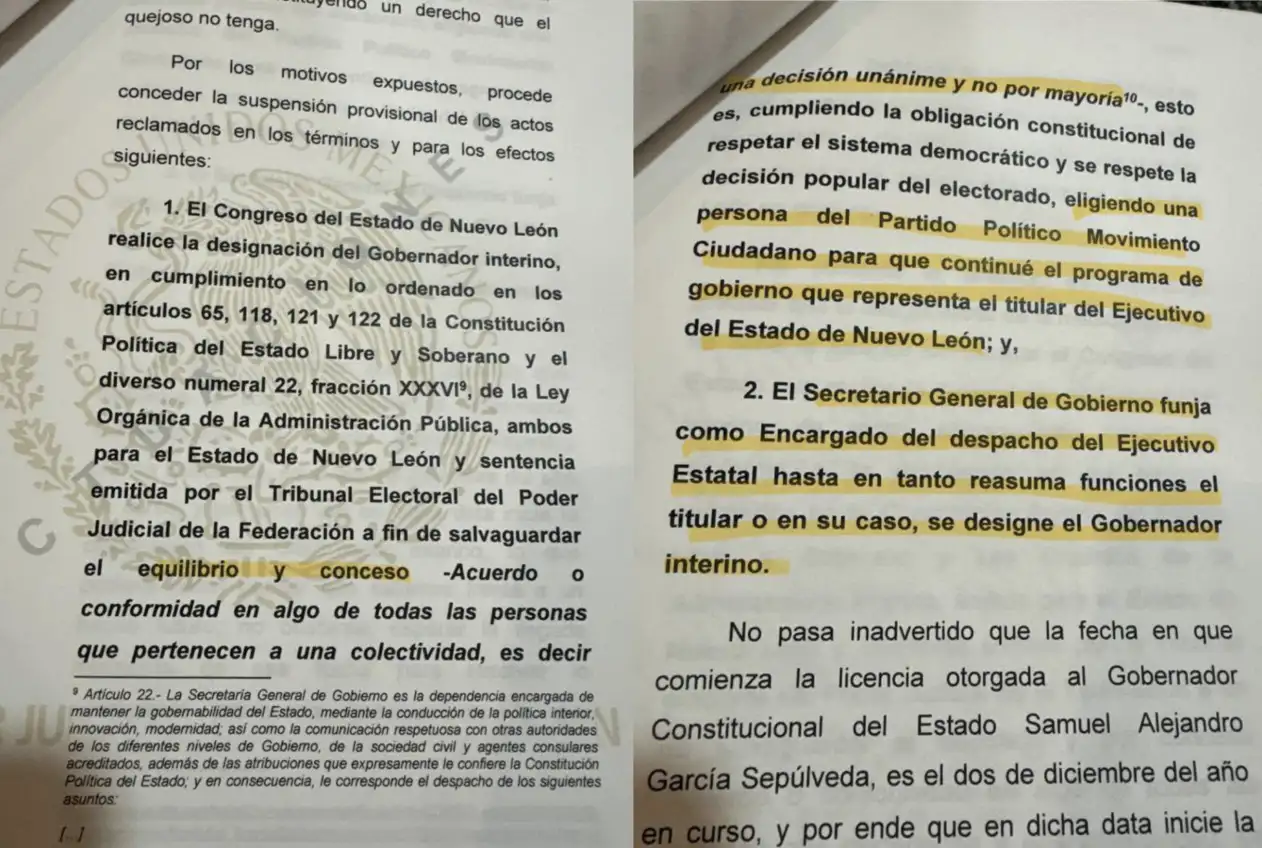 un derecho que el
quejoso no tenga.
Por los motivos expuestos, procede
conceder la suspensión provisional de los actos
reclamados en los términos y para los efectos
siguientes:
1. El Congreso del Estado de Nuevo León
realice la designación del Gobernador interino,
en cumplimiento en lo ordenado en los
artículos 65, 118, 121 y 122 de la Constitución
Política del Estado Libre y Soberano y el
diverso numeral 22, fracción XXXVI⁹, de la Ley
Orgánica de la Administración Pública, ambos
para el Estado de Nuevo León y sentencia
emitida por el Tribunal Electoral del Poder
Judicial de la Federación a fin de salvaguardar
el equilibrio y conceso -Acuerdo o
conformidad en algo de todas las personas
que pertenecen a una colectividad, es decir
⁹ Artículo 22.- La Secretaría General de Gobierno es la dependencia encargada de
mantener la gobernabilidad del Estado, mediante la conducción de la política interior,
innovación, modernidad; así como la comunicación respetuosa con otras autoridades
de los diferentes niveles de Gobierno, de la sociedad civil y agentes consulares
acreditados, además de las atribuciones que expresamente le confiere la Constitución
Política del Estado; y en consecuencia, le corresponde el despacho de los siguientes
asuntos:
[...]
ESTADOS UNIDOS MEXICANOS
una decisión unánime y no por mayoría¹⁰-, esto
es, cumpliendo la obligación constitucional de
respetar el sistema democrático y se respete la
decisión popular del electorado, eligiendo una
persona del Partido Político Movimiento
Ciudadano para que continué el programa de
gobierno que representa el titular del Ejecutivo
del Estado de Nuevo León; y,
2. El Secretario General de Gobierno funja
como Encargado del despacho del Ejecutivo
Estatal hasta en tanto reasuma funciones el
titular o en su caso, se designe el Gobernador
interino.
No pasa inadvertido que la fecha en que
comienza la licencia otorgada al Gobernador
Constitucional del Estado Samuel Alejandro
García Sepúlveda, es el dos de diciembre del año
en curso, y por ende que en dicha data inicie la